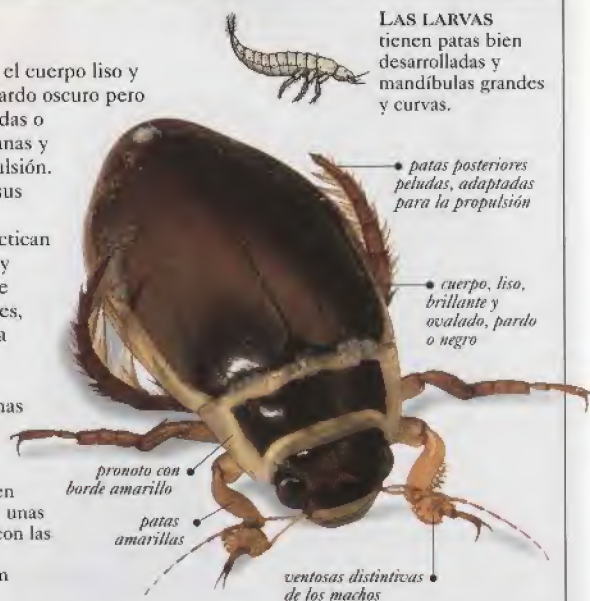 el cuerpo liso y
ardo oscuro pero
das o
anas y
lsión.
sus
ctican
y
e
es,
a
nas
en
unas
con las
n
LAS LARVAS
tienen patas bien
desarrolladas y
mandíbulas grandes
y curvas.
patas posteriores
peludas, adaptadas
para la propulsión
cuerpo, liso,
brillante y
ovalado, pardo
o negro
pronoto con
borde amarillo
patas
amarillas
ventosas distintivas
de los machos